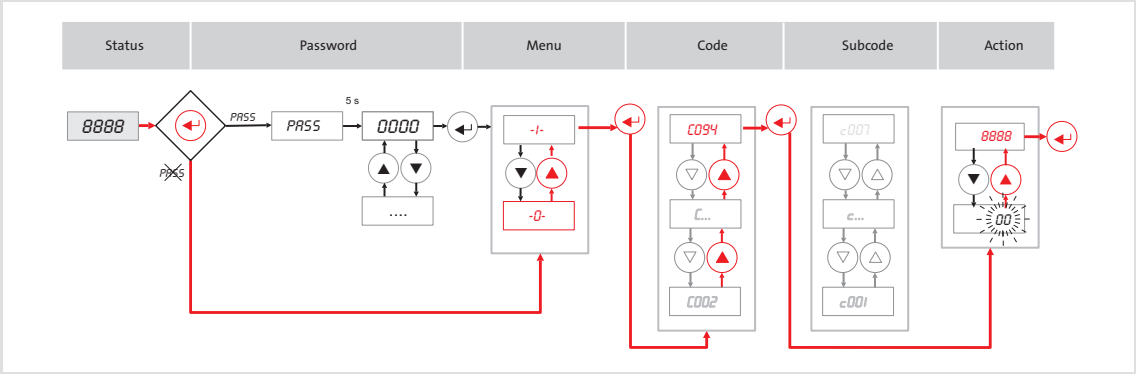 Status Password Menu Code Subcode Action
8888
PASS
PASS
PASS
5 s
0000
....
-1-
-0-
C094
C...
C002
c007
c...
c001
8888
00